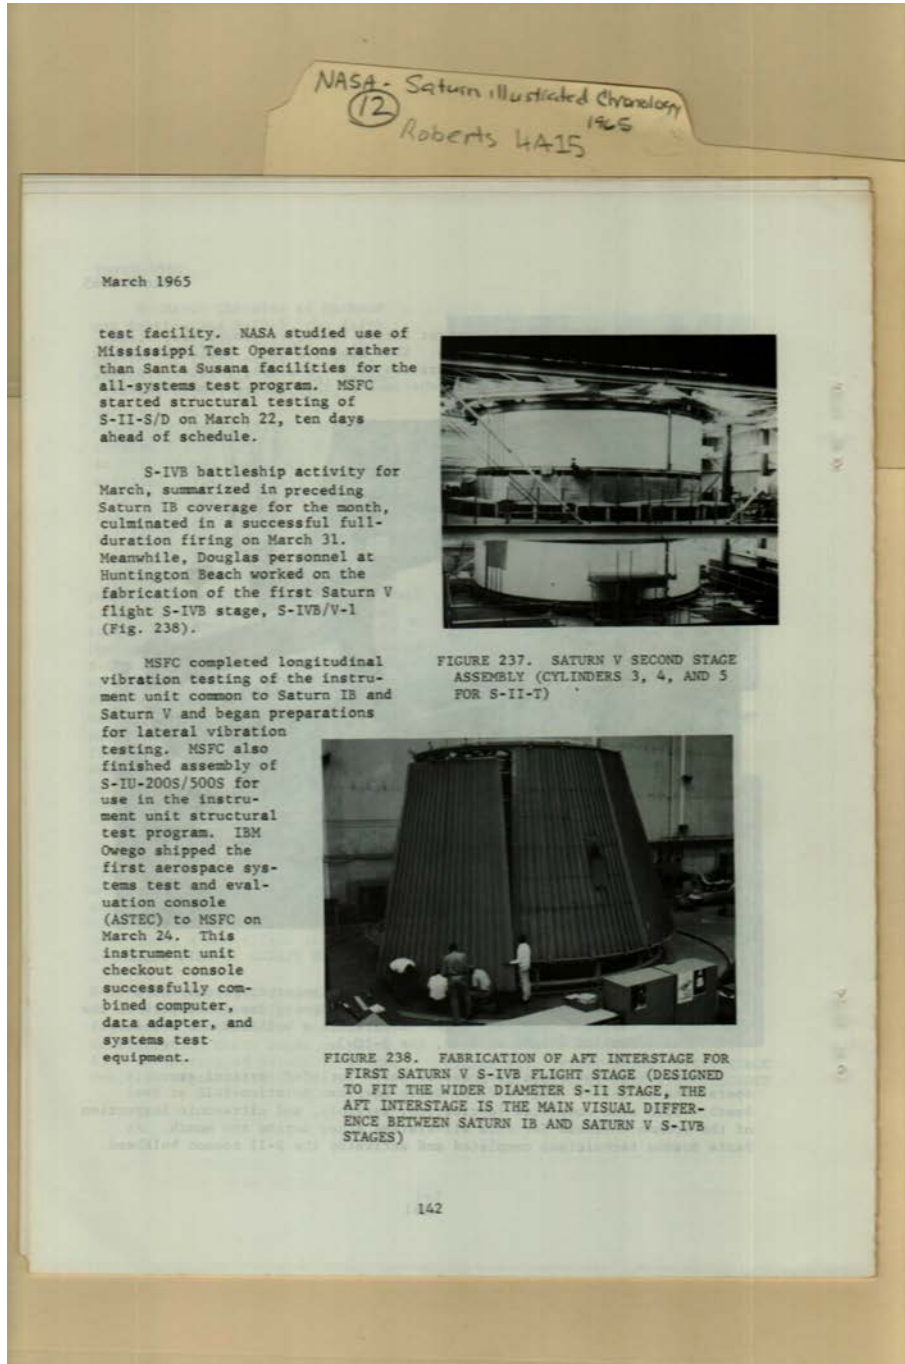 NASA - Saturn illustrated Chronology
12
1965
Roberts 4A15
March 1965
test facility. NASA studied use of
Mississippi Test Operations rather
than Santa Susana facilities for the
all-systems test program. MSFC
started structural testing of
S-II-S/D on March 22, ten days
ahead of schedule.
S-IVB battleship activity for
March, summarized in preceding
Saturn IB coverage for the month,
culminated in a successful full-
duration firing on March 31.
Meanwhile, Douglas personnel at
Huntington Beach worked on the
fabrication of the first Saturn V
flight S-IVB stage, S-IVB/V-1
(Fig. 238).
MSFC completed longitudinal
vibration testing of the instru-
ment unit common to Saturn IB and
Saturn V and began preparations
for lateral vibration
testing. MSFC also
finished assembly of
S-IU-200S/500S for
use in the instru-
ment unit structural
test program. IBM
Owego shipped the
first aerospace sys-
tems test and eval-
uation console
(ASTEC) to MSFC on
March 24. This
instrument unit
checkout console
successfully com-
bined computer,
data adapter, and
systems test
equipment.
FIGURE 237. SATURN V SECOND STAGE
ASSEMBLY (CYLINDERS 3, 4, AND 5
FOR S-II-T)
FIGURE 238. FABRICATION OF AFT INTERSTAGE FOR
FIRST SATURN V S-IVB FLIGHT STAGE (DESIGNED
TO FIT THE WIDER DIAMETER S-II STAGE, THE
AFT INTERSTAGE IS THE MAIN VISUAL DIFFER-
ENCE BETWEEN SATURN IB AND SATURN V S-IVB
STAGES)
142